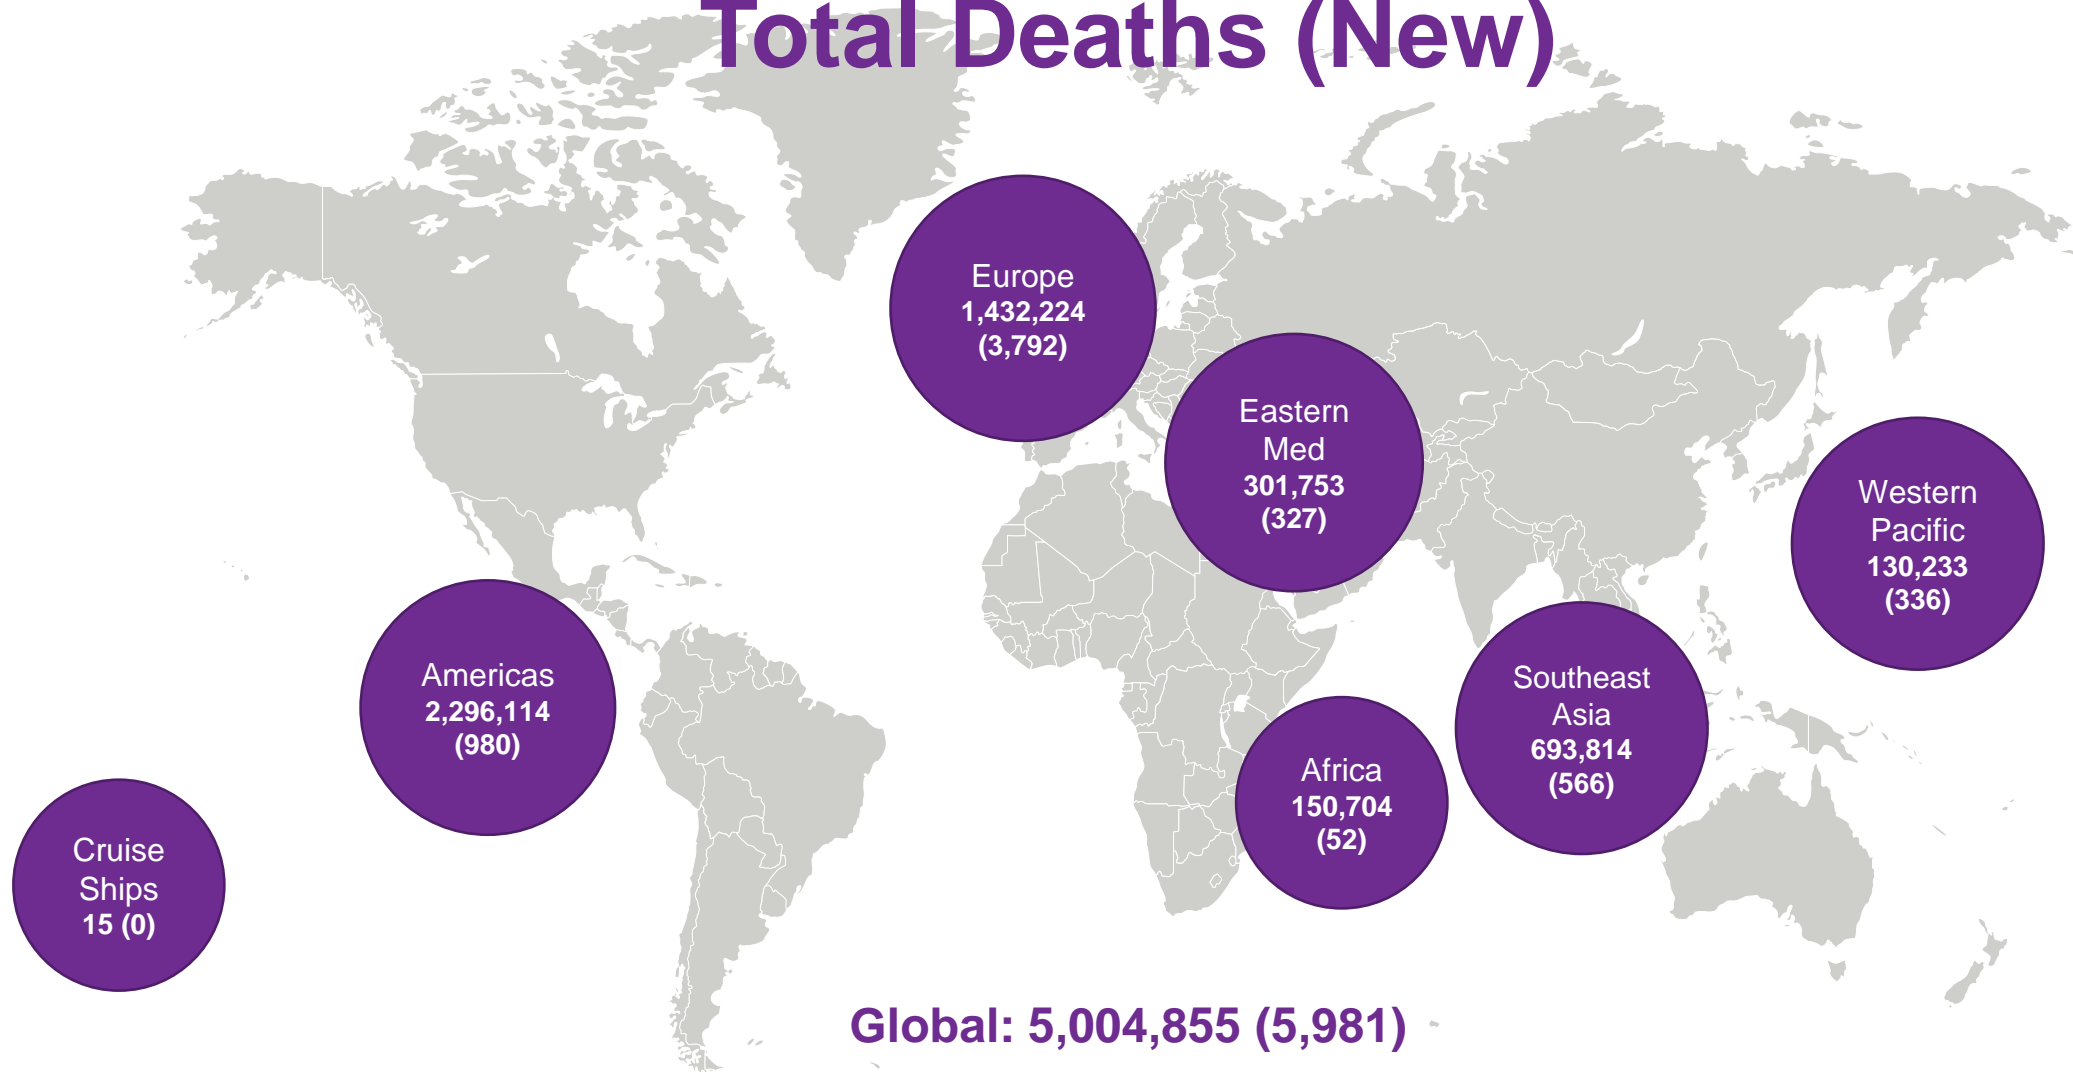 Total Deaths (New)
Europe
1,432,224
(3,792)
Eastern
Med
301,753
(327)
Western
Pacific
130,233
(336)
Americas
2,296,114
(980)
Southeast
Asia
693,814
(566)
Africa
150,704
(52)
Cruise
Ships
15 (0)
Global: 5,004,855 (5,981)